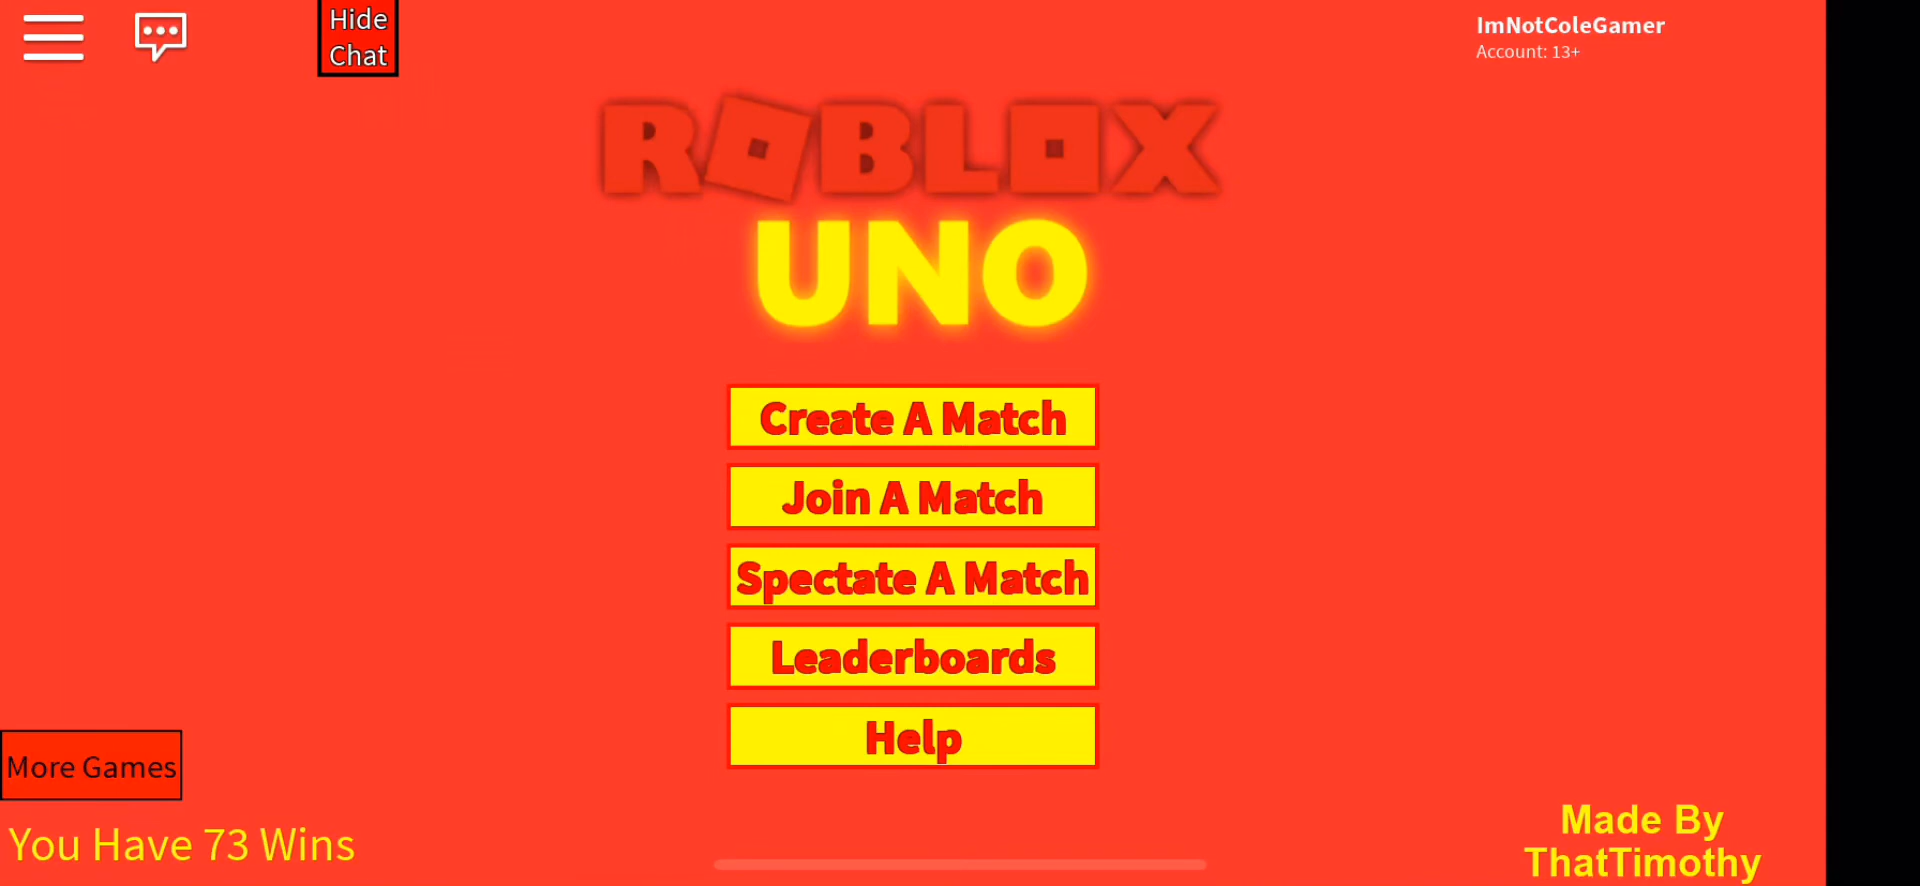 Hide
Chat
ImNotColeGamer
Account: 13+
ROBLOX
UNO
Create A Match
Join A Match
Spectate A Match
Leaderboards
Help
More Games
You Have 73 Wins
Made By
ThatTimothy